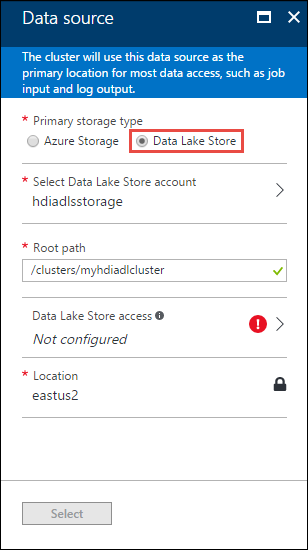 Data source
The cluster will use this data source as the
primary location for most data access, such as job
input and log output.
* Primary storage type
Azure Storage Data Lake Store
* Select Data Lake Store account
hdiadlsstorage
* Root path
/clusters/myhdiadlcluster
Data Lake Store access
Not configured
* Location
eastus2
Select